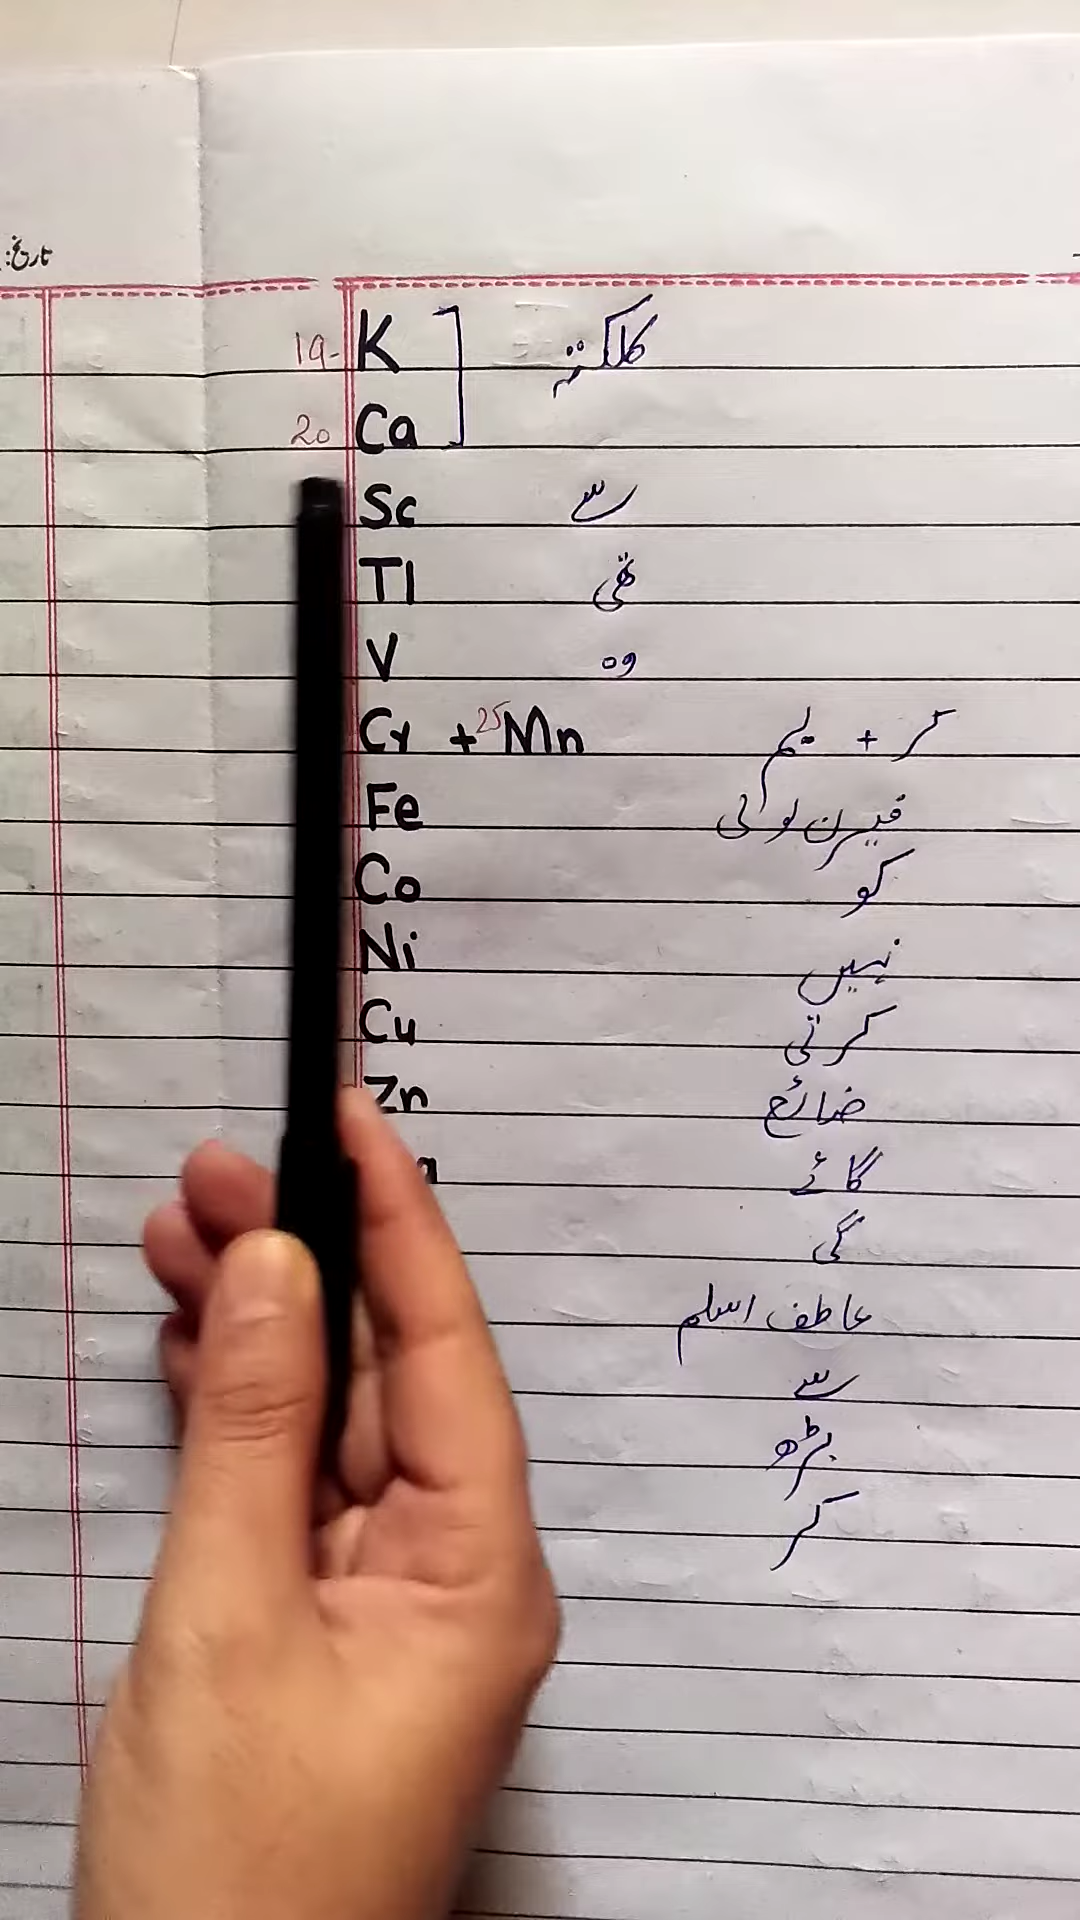 تاریخ:
19- K کلکتہ
20 Ca
Sc سے
TI تھی
V وہ
Cr + 25Mn کر + یم
Fe فیرن لولی
Co کو
Ni نہیں
Cu کرتی
Zn ضائع
a گائے
گی
عاطف اسلم
سے
بڑھ
کر